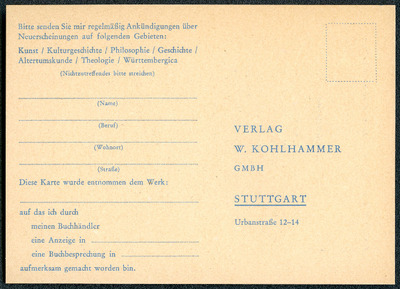 Bitte senden Sie mir regelmäßig Ankündigungen über
Neuerscheinungen auf folgenden Gebieten:
Kunst / Kulturgeschichte / Philosophie / Geschichte /
Altertumskunde / Theologie / Württembergica
(Nichtzutreffendes bitte streichen)
(Name)
(Beruf)
(Wohnort)
(Straße)
Diese Karte wurde entnommen dem Werk:
auf das ich durch
meinen Buchhändler
eine Anzeige in
eine Buchbesprechung in
aufmerksam gemacht worden bin.
VERLAG
W. KOHLHAMMER
GMBH
STUTTGART
Urbanstraße 12-14